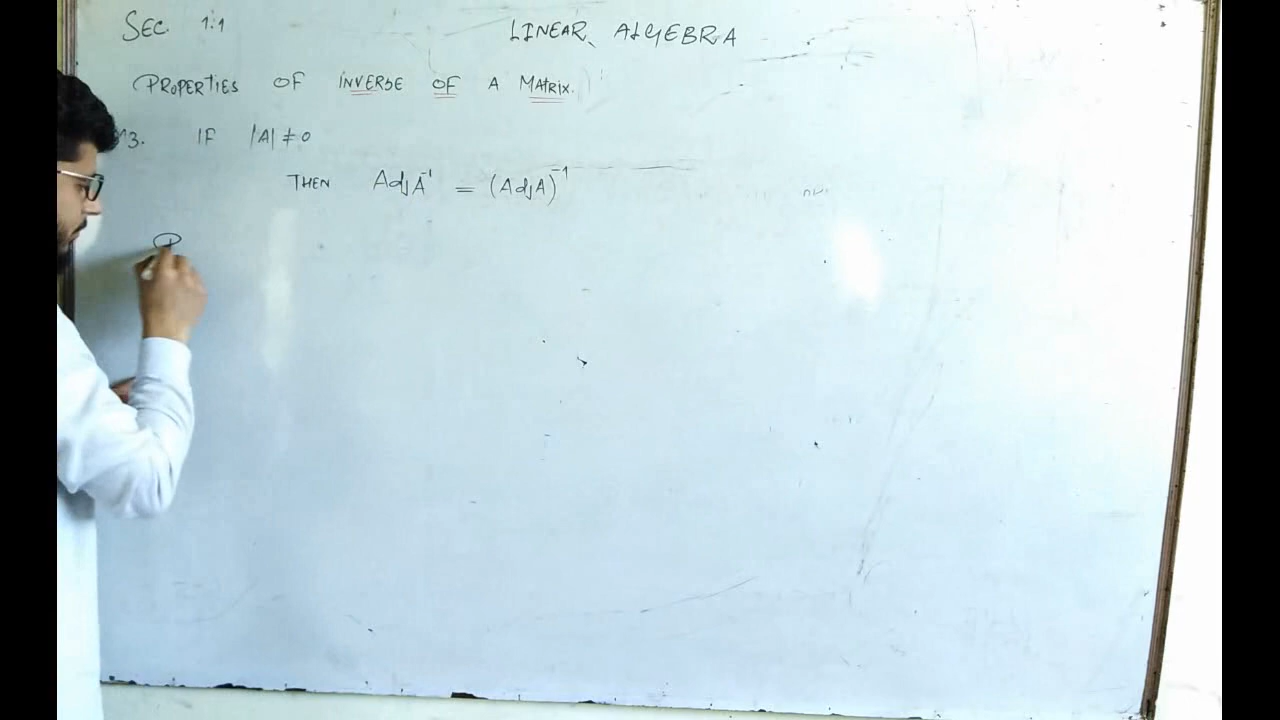 SEC. 1.1 LINEAR ALGEBRA
PROPERTIES OF INVERSE OF A MATRIX.
3. IF |A| ≠ 0
THEN Adj A⁻¹ = (Adj A)⁻¹
P